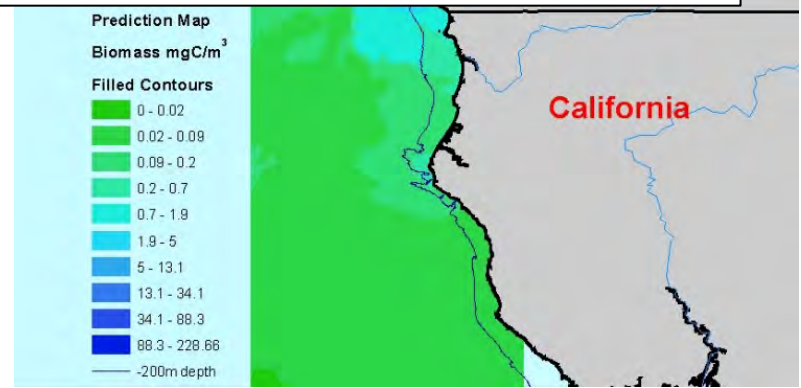 Prediction Map
Biomass mgC/m³
Filled Contours
0 - 0.02
0.02 - 0.09
0.09 - 0.2
0.2 - 0.7
0.7 - 1.9
1.9 - 5
5 - 13.1
13.1 - 34.1
34.1 - 88.3
88.3 - 228.66
-200m depth
California